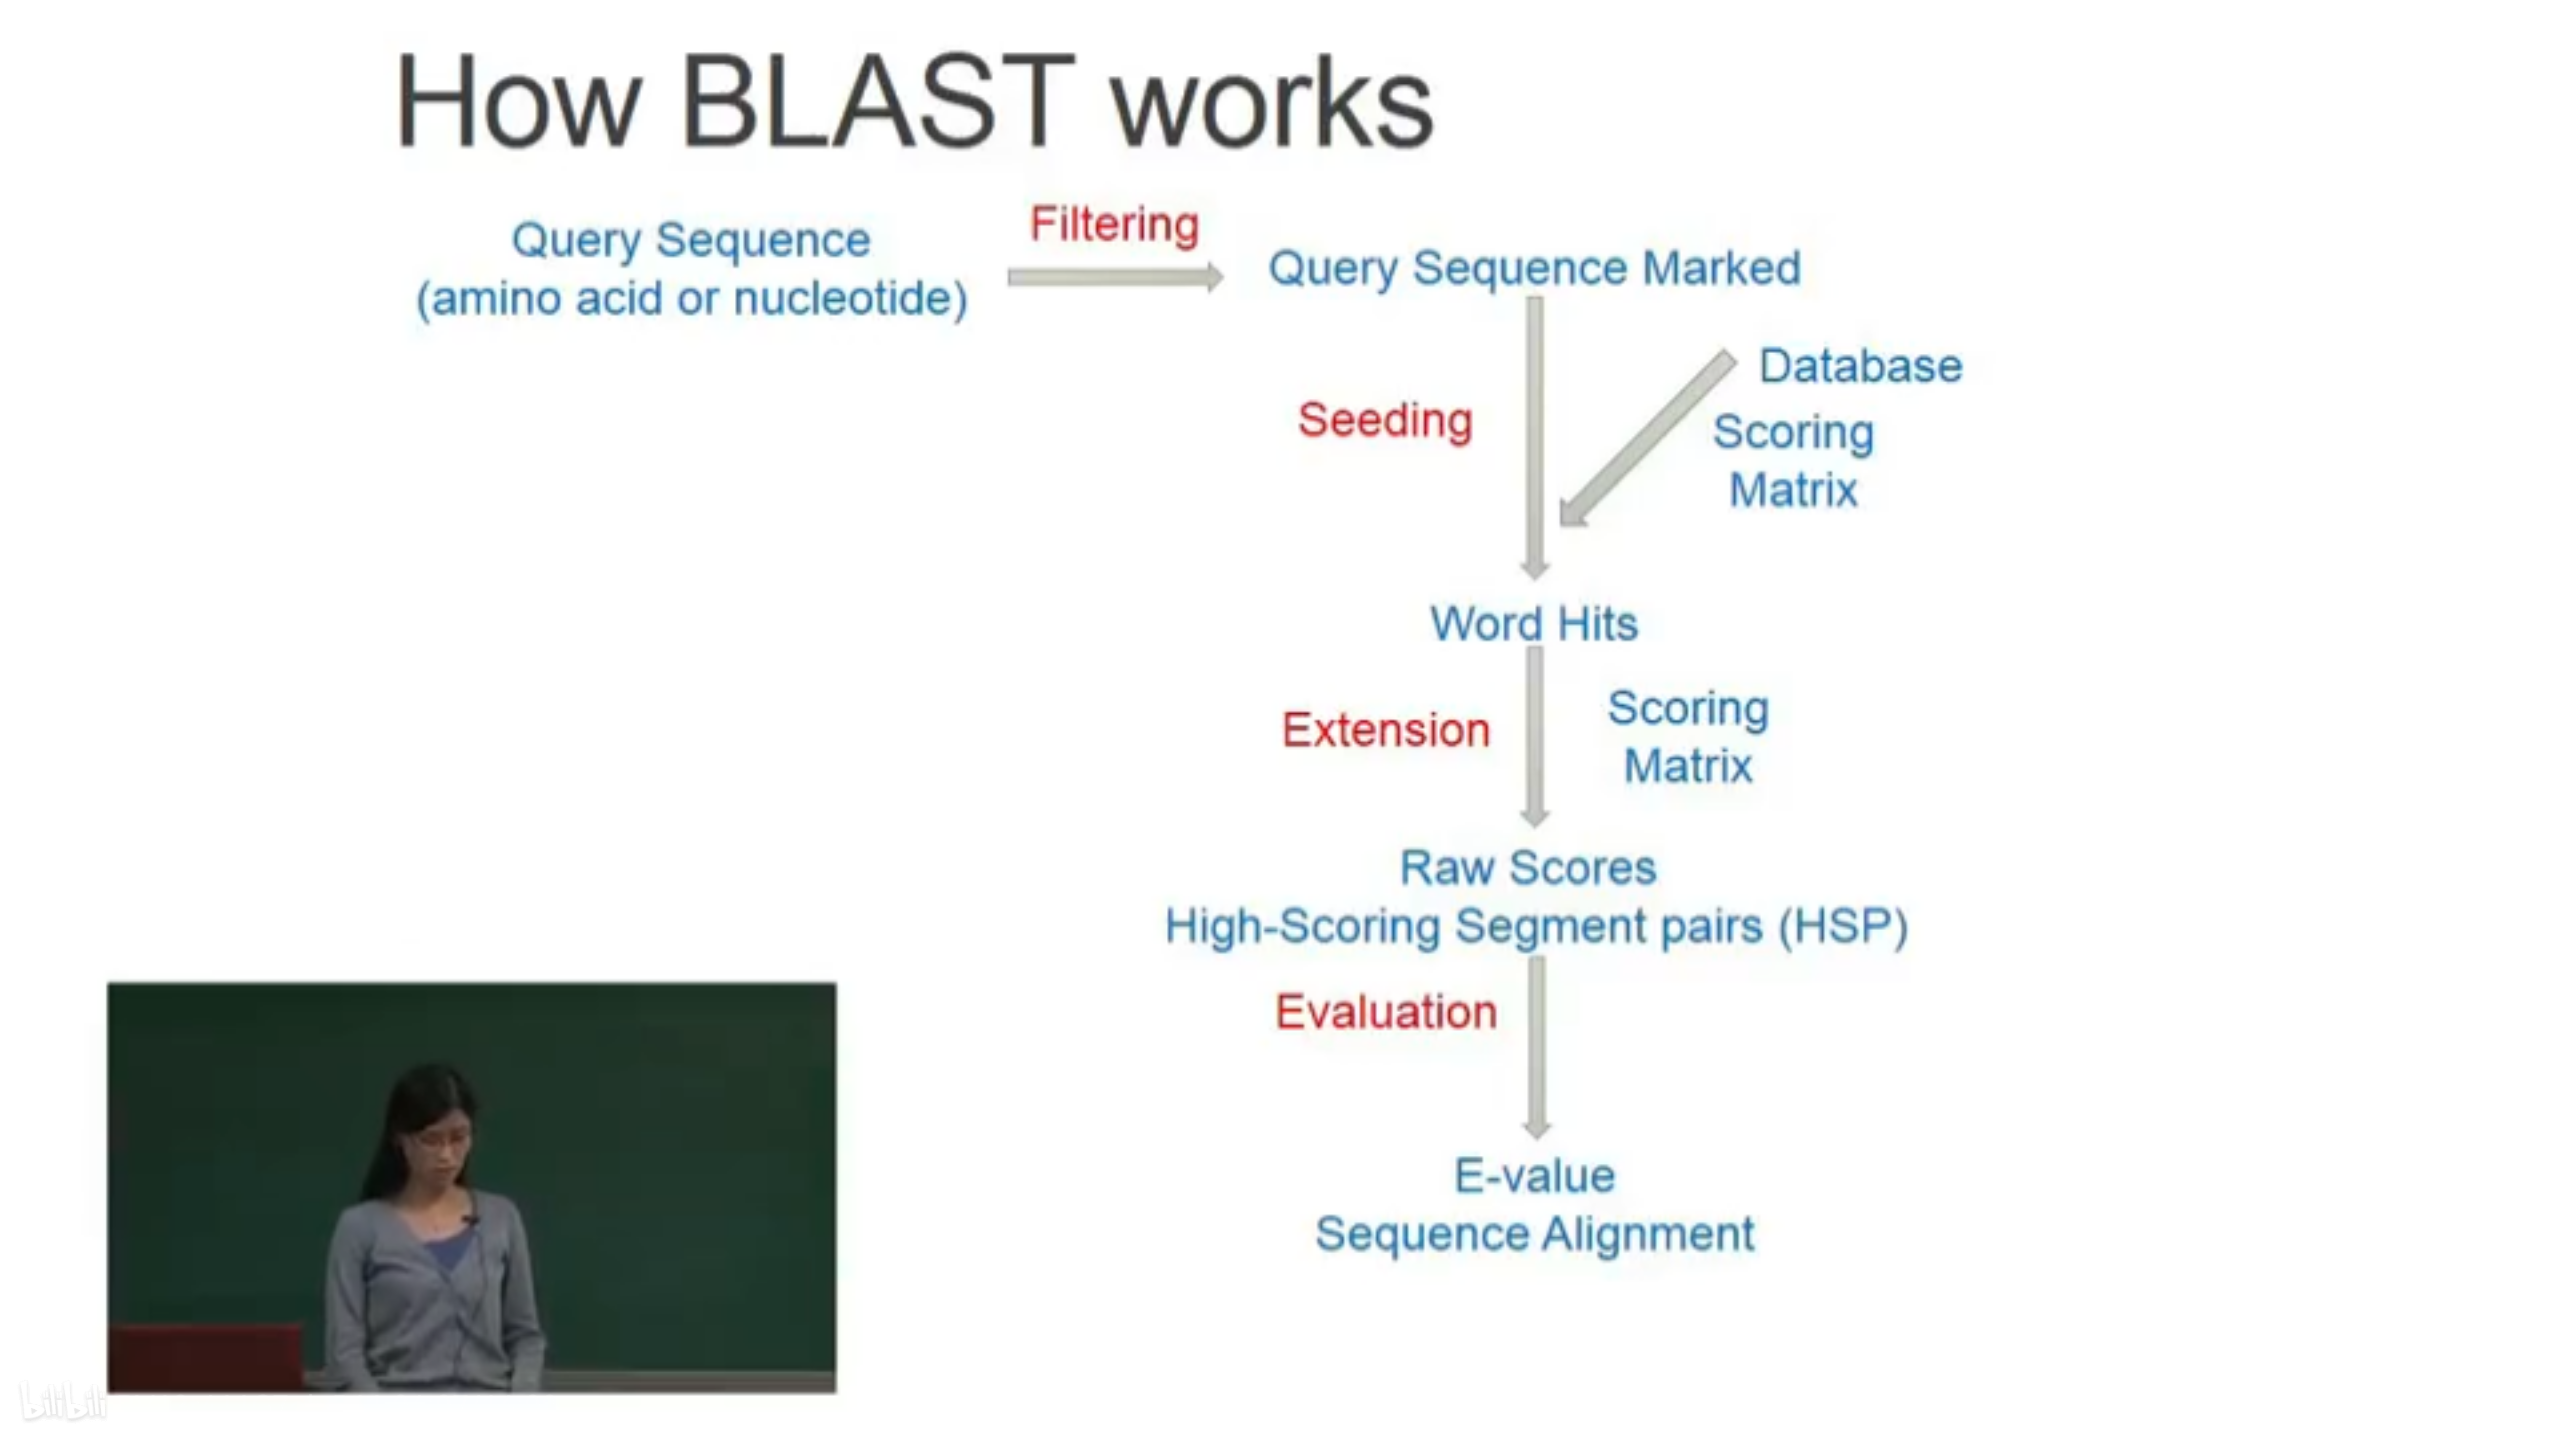 How BLAST works
Query Sequence
(amino acid or nucleotide)
Filtering
Query Sequence Marked
Database
Scoring
Matrix
Seeding
Word Hits
Extension
Scoring
Matrix
Raw Scores
High-Scoring Segment pairs (HSP)
Evaluation
E-value
Sequence Alignment
bilibili